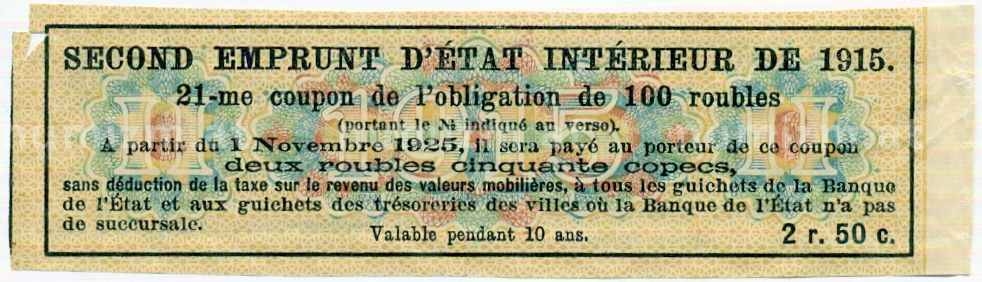 SECOND EMPRUNT D'ÉTAT INTÉRIEUR DE 1915.
21-me coupon de l'obligation de 100 roubles
(portant le № indiqué au verso).
A partir du 1 Novembre 1925, il sera payé au porteur de ce coupon
deux roubles cinquante copecs,
sans déduction de la taxe sur le revenu des valeurs mobilières, à tous les guichets de la Banque
de l'État et aux guichets des trésoreries des villes où la Banque de l'État n'a pas
de succursale.
Valable pendant 10 ans.
2 r. 50 c.